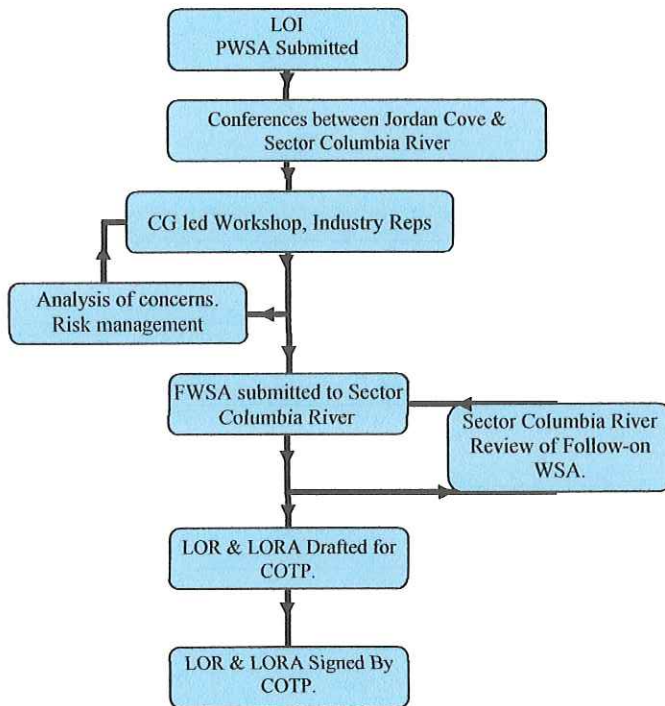 LOI
PWSA Submitted
Conferences between Jordan Cove &
Sector Columbia River
CG led Workshop, Industry Reps
Analysis of concerns.
Risk management
FWSA submitted to Sector
Columbia River
Sector Columbia River
Review of Follow-on
WSA.
LOR & LORA Drafted for
COTP.
LOR & LORA Signed By
COTP.